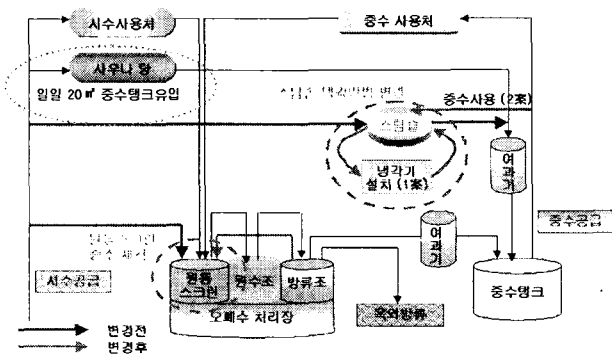 시수사용처
중수 사용처
사우나 탕
일일 20㎥ 중수탱크유입
중수사용 (2案)
스팀
냉각기
설치 (1案)
여과기
여과기
중수공급
시수공급
원통
스크린
원수조
방류조
오폐수 처리장
옥외방류
중수탱크
변경전
변경후